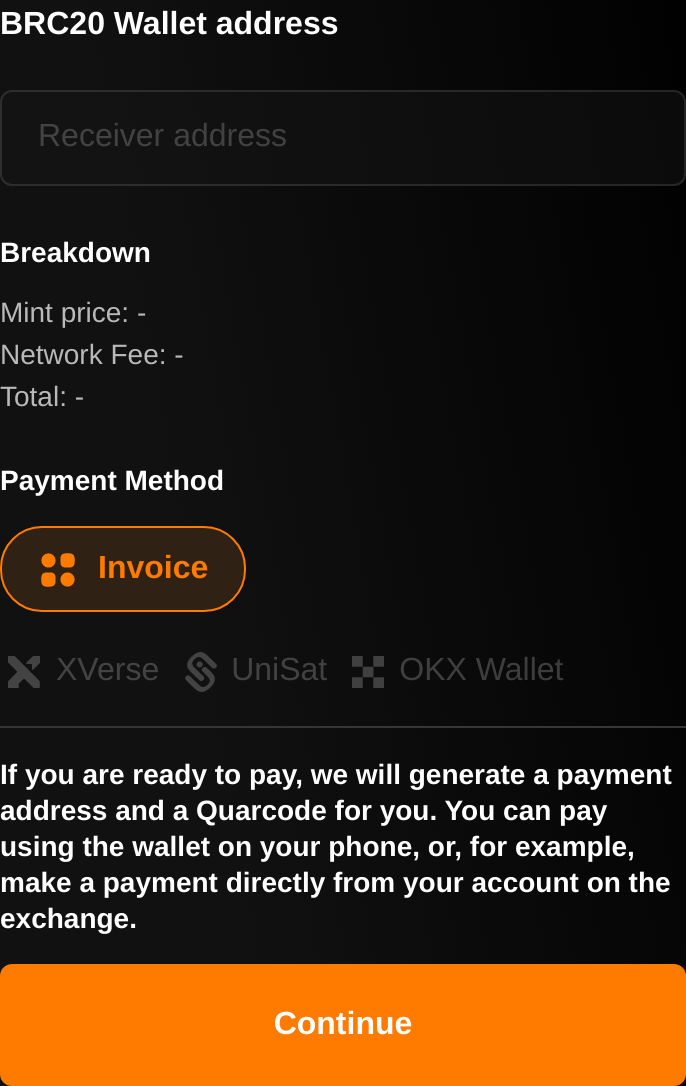 BRC20 Wallet address
Receiver address
Breakdown
Mint price: -
Network Fee: -
Total: -
Payment Method
Invoice
XVerse UniSat OKX Wallet
If you are ready to pay, we will generate a payment
address and a Quarcode for you. You can pay
using the wallet on your phone, or, for example,
make a payment directly from your account on the
exchange.
Continue